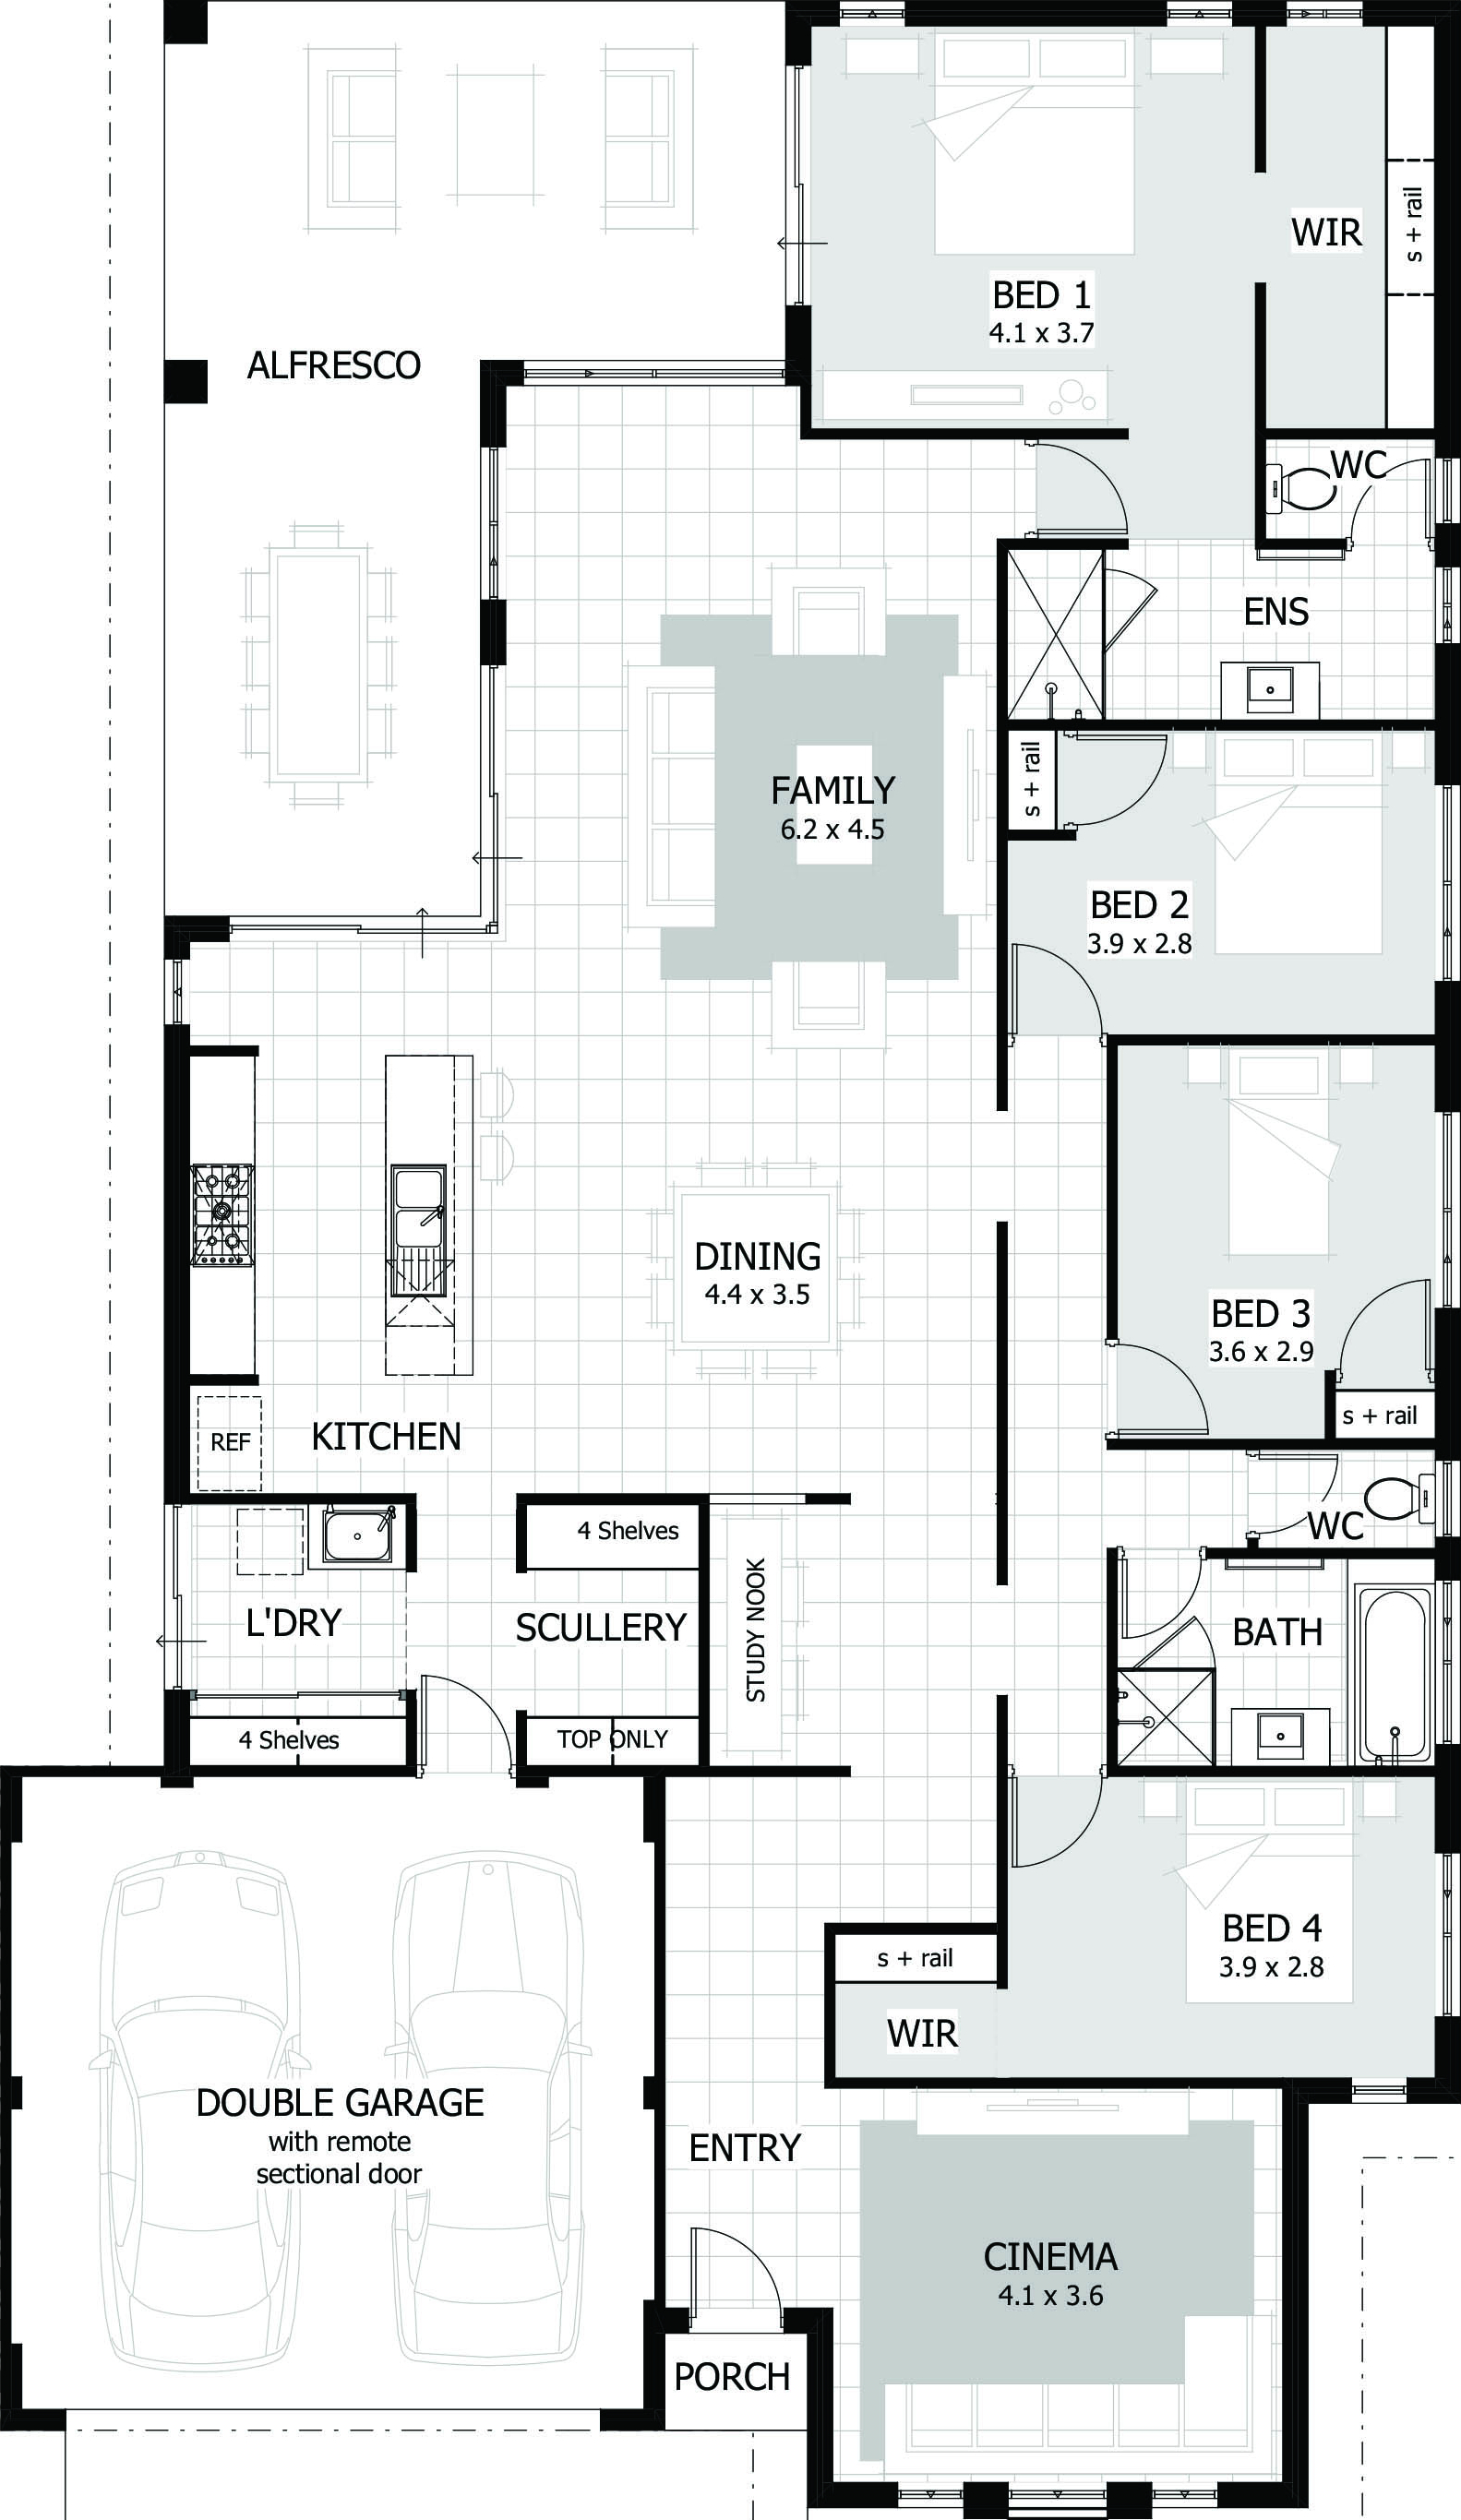 WIR
s + rail
BED 1
4.1 x 3.7
ALFRESCO
WC
ENS
s + rail
FAMILY
6.2 x 4.5
BED 2
3.9 x 2.8
DINING
4.4 x 3.5
BED 3
3.6 x 2.9
s + rail
REF
KITCHEN
WC
4 Shelves
L'DRY
SCULLERY
STUDY NOOK
BATH
4 Shelves
TOP ONLY
BED 4
3.9 x 2.8
s + rail
WIR
DOUBLE GARAGE
with remote
sectional door
ENTRY
CINEMA
4.1 x 3.6
PORCH